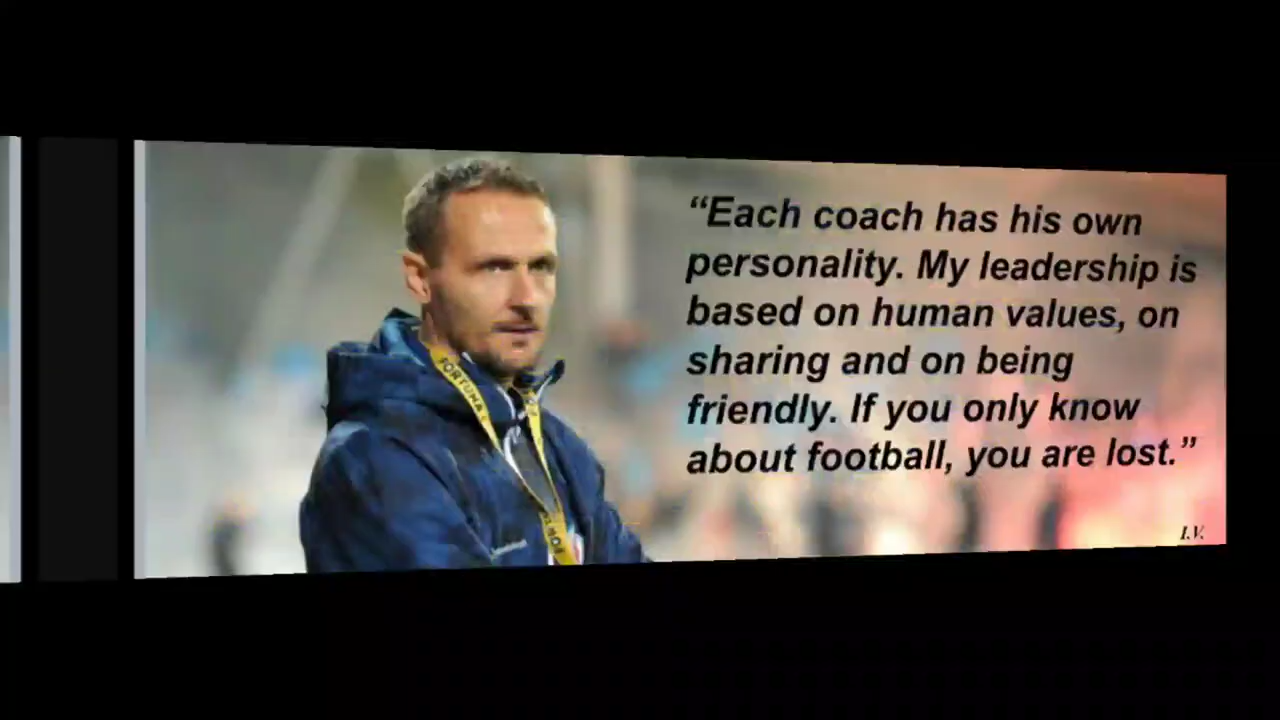 “Each coach has his own
personality. My leadership is
based on human values, on
sharing and on being
friendly. If you only know
about football, you are lost.”
I.V.
FORTUNA